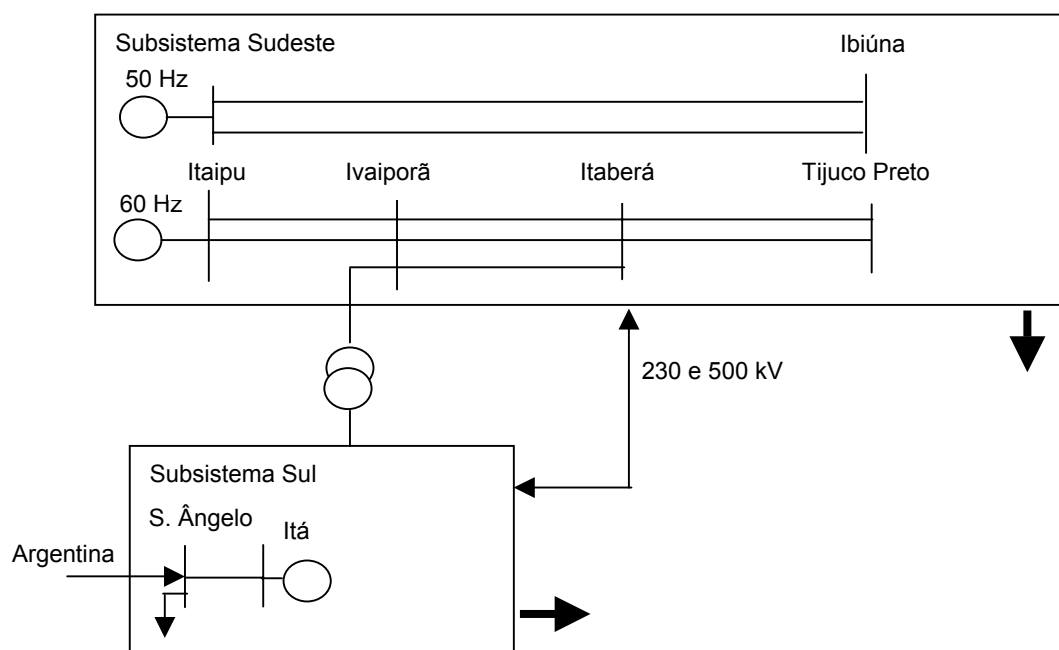 Subsistema Sudeste
Ibiúna
50 Hz
Itaipu
Ivaiporã
Itaberá
Tijuco Preto
60 Hz
230 e 500 kV
Subsistema Sul
S. Ângelo
Itá
Argentina